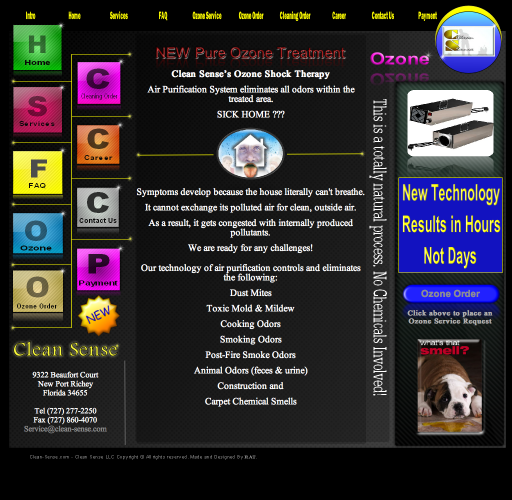 Intro Home Services FAQ Ozone Service Ozone Order Cleaning Order Career Contact Us Payment
H
Home
C
Cleaning Order
S
Services
C
Career
F
FAQ
C
Contact Us
O
Ozone
P
Payment
O
Ozone Order
NEW
Clean Sense
9322 Beaufort Court
New Port Richey
Florida 34655
Tel (727) 277-2250
Fax (727) 860-4070
Service@clean-sense.com
NEW Pure Ozone Treatment
Clean Sense's Ozone Shock Therapy
Air Purification System eliminates all odors within the
treated area.
SICK HOME ???
Symptoms develop because the house literally can't breathe.
It cannot exchange its polluted air for clean, outside air.
As a result, it gets congested with internally produced
pollutants.
We are ready for any challenges!
Our technology of air purification controls and eliminates
the following:
Dust Mites
Toxic Mold & Mildew
Cooking Odors
Smoking Odors
Post-Fire Smoke Odors
Animal Odors (feces & urine)
Construction and
Carpet Chemical Smells
This is a totally natural process. No Chemicals Involved!!
Ozone
New Technology
Results in Hours
Not Days
Ozone Order
Click above to place an
Ozone Service Request
what's that
smell?
Clean-Sense.com - Clean Sense LLC Copyright © All rights reserved. Made and Designed By RAE.